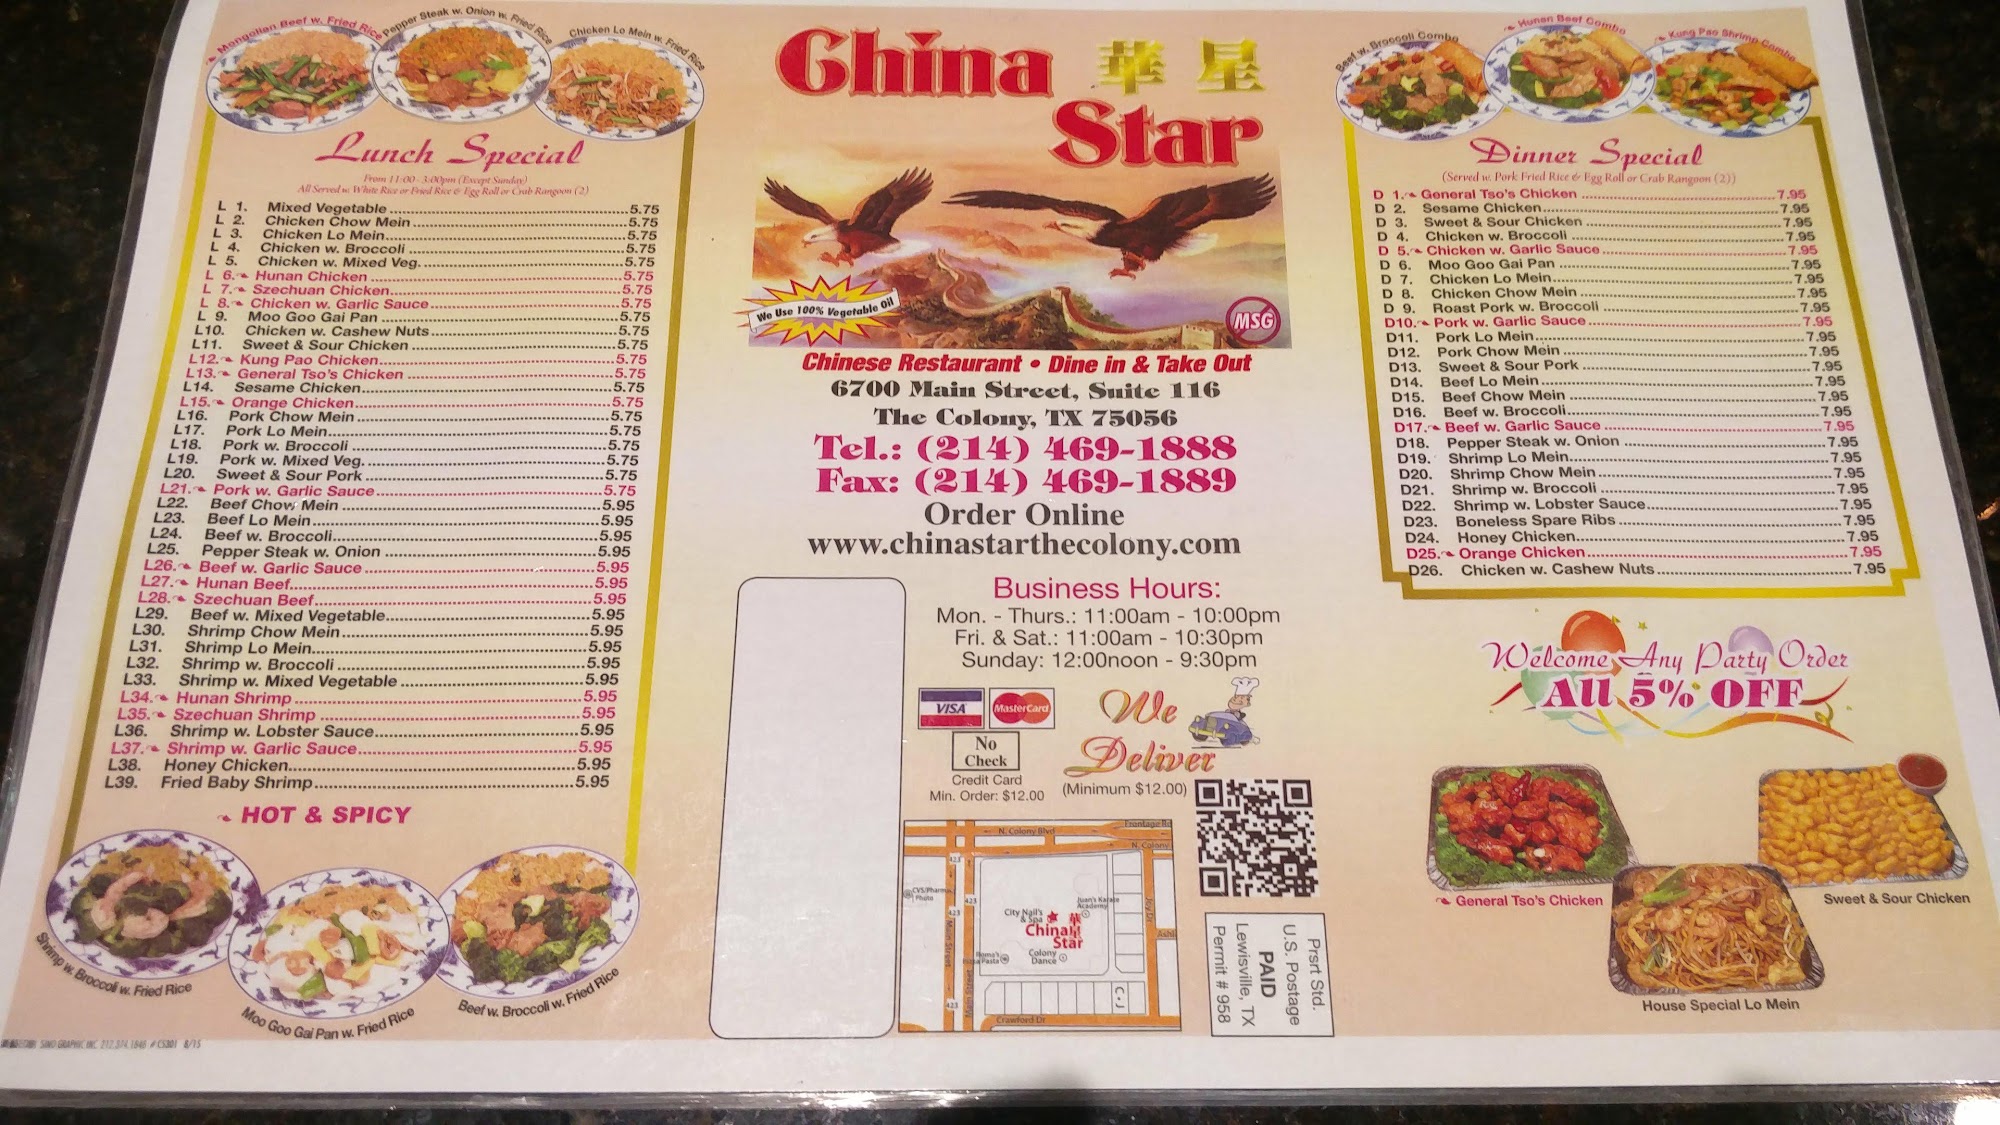 Mongolian Beef w. Fried Rice
Pepper Steak w. Onion w. Fried Rice
Chicken Lo Mein w. Fried Rice
Lunch Special
From 11:00 - 3:00pm (Except Sunday)
All Served w. White Rice or Fried Rice & Egg Roll or Crab Rangoon (2)
L 1. Mixed Vegetable 5.75
L 2. Chicken Chow Mein 5.75
L 3. Chicken Lo Mein 5.75
L 4. Chicken w. Broccoli 5.75
L 5. Chicken w. Mixed Veg. 5.75
L 6. Hunan Chicken 5.75
L 7. Szechuan Chicken 5.75
L 8. Chicken w. Garlic Sauce 5.75
L 9. Moo Goo Gai Pan 5.75
L10. Chicken w. Cashew Nuts 5.75
L11. Sweet & Sour Chicken 5.75
L12. Kung Pao Chicken 5.75
L13. General Tso's Chicken 5.75
L14. Sesame Chicken 5.75
L15. Orange Chicken 5.75
L16. Pork Chow Mein 5.75
L17. Pork Lo Mein 5.75
L18. Pork w. Broccoli 5.75
L19. Pork w. Mixed Veg. 5.75
L20. Sweet & Sour Pork 5.75
L21. Pork w. Garlic Sauce 5.75
L22. Beef Chow Mein 5.95
L23. Beef Lo Mein 5.95
L24. Beef w. Broccoli 5.95
L25. Pepper Steak w. Onion 5.95
L26. Beef w. Garlic Sauce 5.95
L27. Hunan Beef 5.95
L28. Szechuan Beef 5.95
L29. Beef w. Mixed Vegetable 5.95
L30. Shrimp Chow Mein 5.95
L31. Shrimp Lo Mein 5.95
L32. Shrimp w. Broccoli 5.95
L33. Shrimp w. Mixed Vegetable 5.95
L34. Hunan Shrimp 5.95
L35. Szechuan Shrimp 5.95
L36. Shrimp w. Lobster Sauce 5.95
L37. Shrimp w. Garlic Sauce 5.95
L38. Honey Chicken 5.95
L39. Fried Baby Shrimp 5.95
HOT & SPICY
Shrimp w. Broccoli w. Fried Rice
Moo Goo Gai Pan w. Fried Rice
Beef w. Broccoli w. Fried Rice
China 華星
Star
We Use 100% Vegetable Oil
MSG
Chinese Restaurant • Dine in & Take Out
6700 Main Street, Suite 116
The Colony, TX 75056
Tel.: (214) 469-1888
Fax: (214) 469-1889
Order Online
www.chinastarthecolony.com
Business Hours:
Mon. - Thurs.: 11:00am - 10:00pm
Fri. & Sat.: 11:00am - 10:30pm
Sunday: 12:00noon - 9:30pm
VISA
MasterCard
No
Check
Credit Card
Min. Order: $12.00
We
Deliver
(Minimum $12.00)
Frontage Rd
N. Colony Blvd
N. Colony
423
423
423
423
CVS/Pharmacy
Photo
Main Street
Main Street
City Nail's
& Spa
Juan's Karate
Academy
華
星
China
Star
Colony
Dance
C • J
Crawford Dr
Prsrt Std.
U.S. Postage
PAID
Lewisville, TX
Permit # 958
Beef w. Broccoli Combo
Hunan Beef Combo
Kung Pao Shrimp Combo
Dinner Special
(Served w. Pork Fried Rice & Egg Roll or Crab Rangoon (2))
D 1. General Tso's Chicken 7.95
D 2. Sesame Chicken 7.95
D 3. Sweet & Sour Chicken 7.95
D 4. Chicken w. Broccoli 7.95
D 5. Chicken w. Garlic Sauce 7.95
D 6. Moo Goo Gai Pan 7.95
D 7. Chicken Lo Mein 7.95
D 8. Chicken Chow Mein 7.95
D 9. Roast Pork w. Broccoli 7.95
D10. Pork w. Garlic Sauce 7.95
D11. Pork Lo Mein 7.95
D12. Pork Chow Mein 7.95
D13. Sweet & Sour Pork 7.95
D14. Beef Lo Mein 7.95
D15. Beef Chow Mein 7.95
D16. Beef w. Broccoli 7.95
D17. Beef w. Garlic Sauce 7.95
D18. Pepper Steak w. Onion 7.95
D19. Shrimp Lo Mein 7.95
D20. Shrimp Chow Mein 7.95
D21. Shrimp w. Broccoli 7.95
D22. Shrimp w. Lobster Sauce 7.95
D23. Boneless Spare Ribs 7.95
D24. Honey Chicken 7.95
D25. Orange Chicken 7.95
D26. Chicken w. Cashew Nuts 7.95
Welcome Any Party Order
All 5% OFF
General Tso's Chicken
Sweet & Sour Chicken
House Special Lo Mein